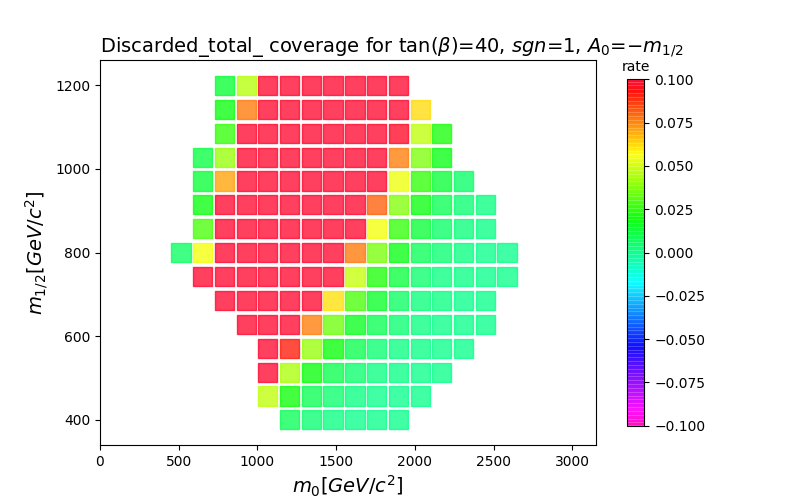 Discarded_total_ coverage for tan(β)=40, sgn=1, A₀=−m₁/₂
rate
0.100
0.075
0.050
0.025
0.000
−0.025
−0.050
−0.075
−0.100
m₁/₂[GeV/c²]
1200
1000
800
600
400
0 500 1000 1500 2000 2500 3000
m₀[GeV/c²]